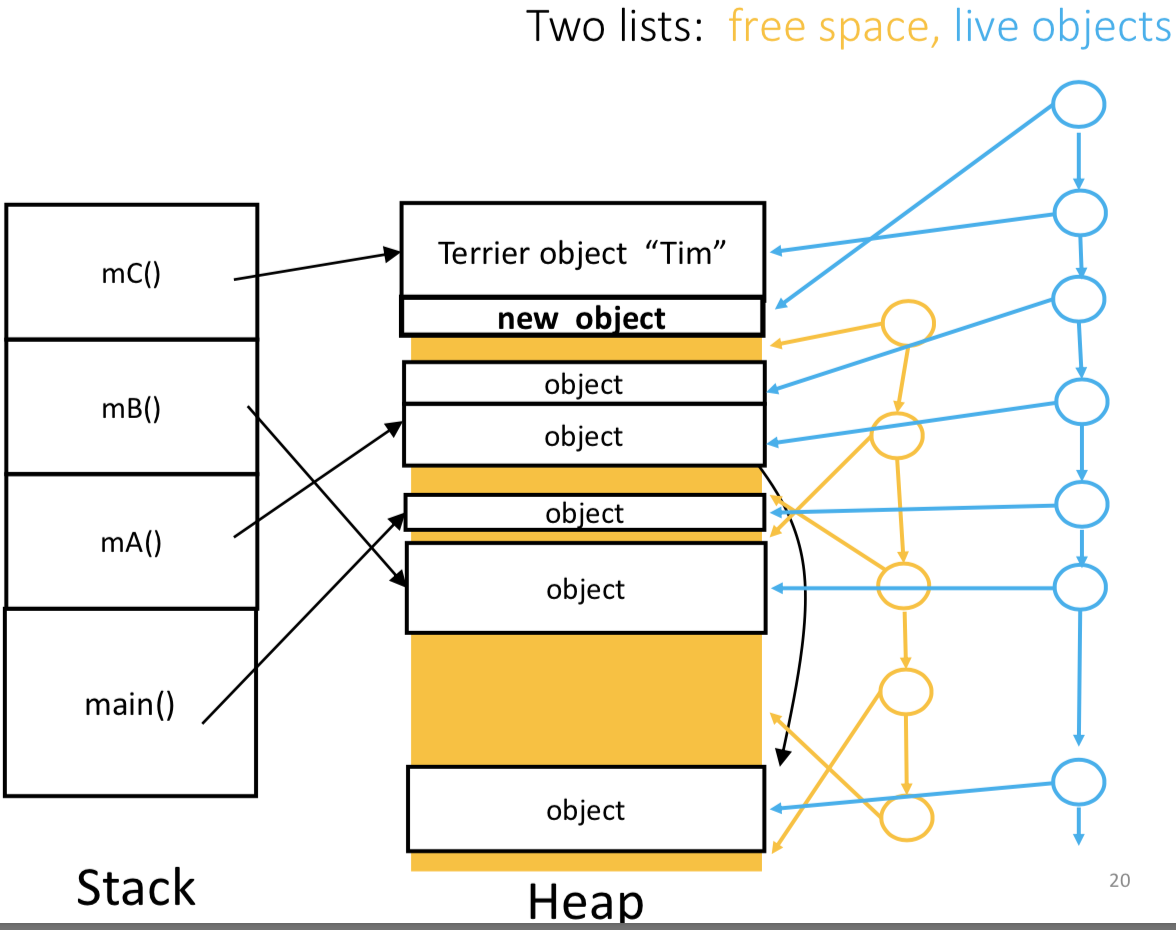 Two lists:  free space, live objects
mC()
mB()
mA()
main()
Stack
Terrier object  “Tim”
new  object
object
object
object
object
object
Heap
20